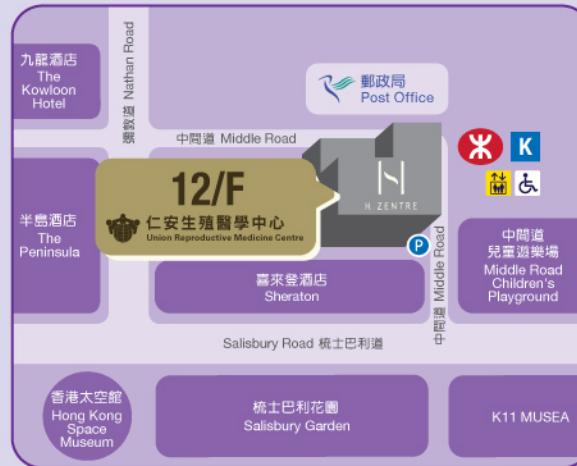 九龍酒店
The
Kowloon
Hotel
彌敦道 Nathan Road
郵政局
Post Office
中間道 Middle Road
K
12/F
仁安生殖醫學中心
Union Reproductive Medicine Centre
H ZENTRE
半島酒店
The
Peninsula
P
中間道 Middle Road
中間道
兒童遊樂場
Middle Road
Children's
Playground
喜來登酒店
Sheraton
Salisbury Road 梳士巴利道
香港太空館
Hong Kong
Space
Museum
梳士巴利花園
Salisbury Garden
K11 MUSEA